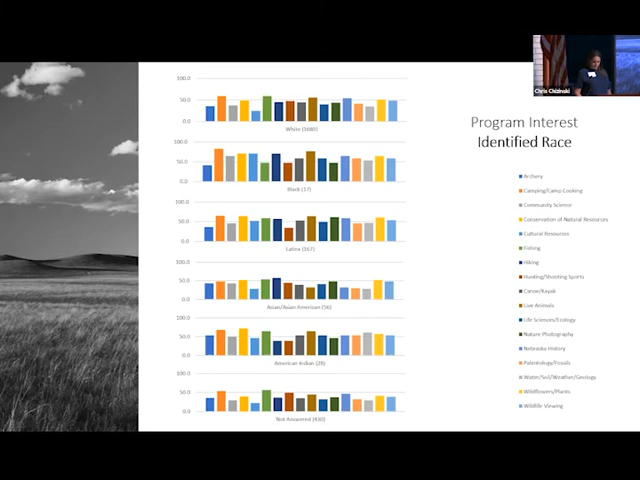 Chris Chizinski
Program Interest
Identified Race
100.0
50.0
0.0
White (3680)
100.0
50.0
0.0
Black (17)
100.0
50.0
0.0
Latinx (167)
100.0
50.0
0.0
Asian/Asian American (56)
100.0
50.0
0.0
American Indian (28)
100.0
50.0
0.0
Not Answered (430)
Archery
Camping/Camp Cooking
Community Science
Conservation of Natural Resources
Cultural Resources
Fishing
Hiking
Hunting/Shooting Sports
Canoe/Kayak
Live Animals
Life Sciences/Ecology
Nature Photography
Nebraska History
Paleontology/Fossils
Water/Soil/Weather/Geology
Wildflowers/Plants
Wildlife Viewing